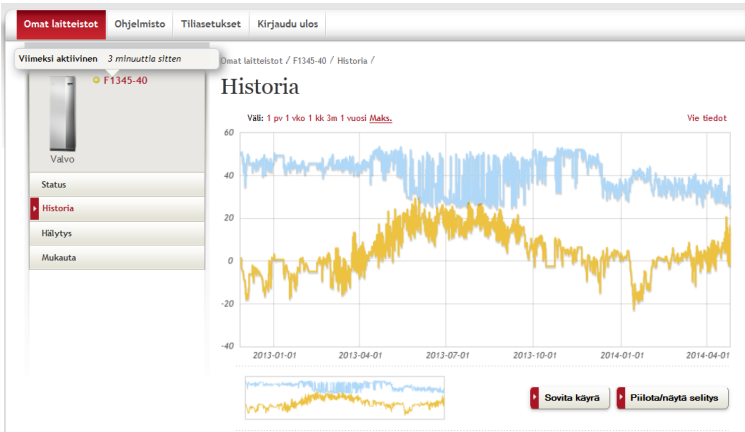 Omat laitteistot Ohjelmisto Tiliasetukset Kirjaudu ulos
Viimeksi aktiivinen 3 minuuttia sitten
Omat laitteistot / F1345-40 / Historia /
F1345-40
Historia
Väli: 1 pv 1 vko 1 kk 3m 1 vuosi Maks.
Vie tiedot
Valvo
Status
Historia
Hälytys
Mukauta
60
40
20
0
-20
-40
2013-01-01 2013-04-01 2013-07-01 2013-10-01 2014-01-01 2014-04-01
Sovita käyrä
Piilota/näytä selitys